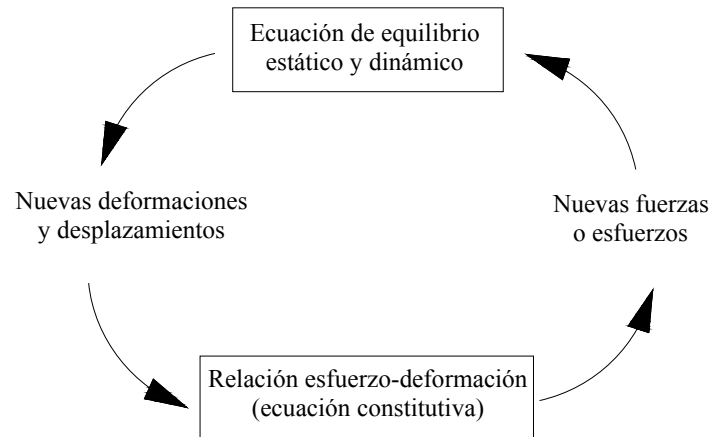 Ecuación de equilibrio
estático y dinámico
Nuevas deformaciones
y desplazamientos
Nuevas fuerzas
o esfuerzos
Relación esfuerzo-deformación
(ecuación constitutiva)